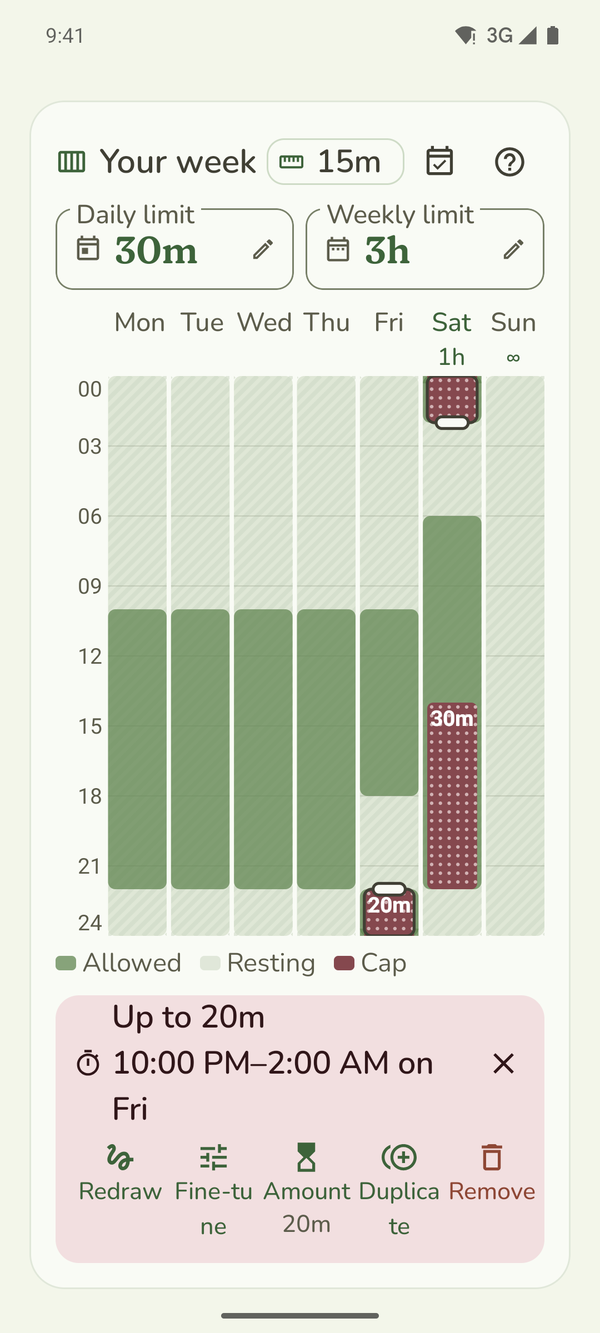 9:41
3G
Your week
15m
Daily limit
30m
Weekly limit
3h
Mon Tue Wed Thu Fri Sat Sun
1h ∞
00
03
06
09
12
15
18
21
24
30m
20m
Allowed Resting Cap
Up to 20m
10:00 PM–2:00 AM on
Fri
Redraw Fine-tu Amount Duplica Remove
ne 20m te